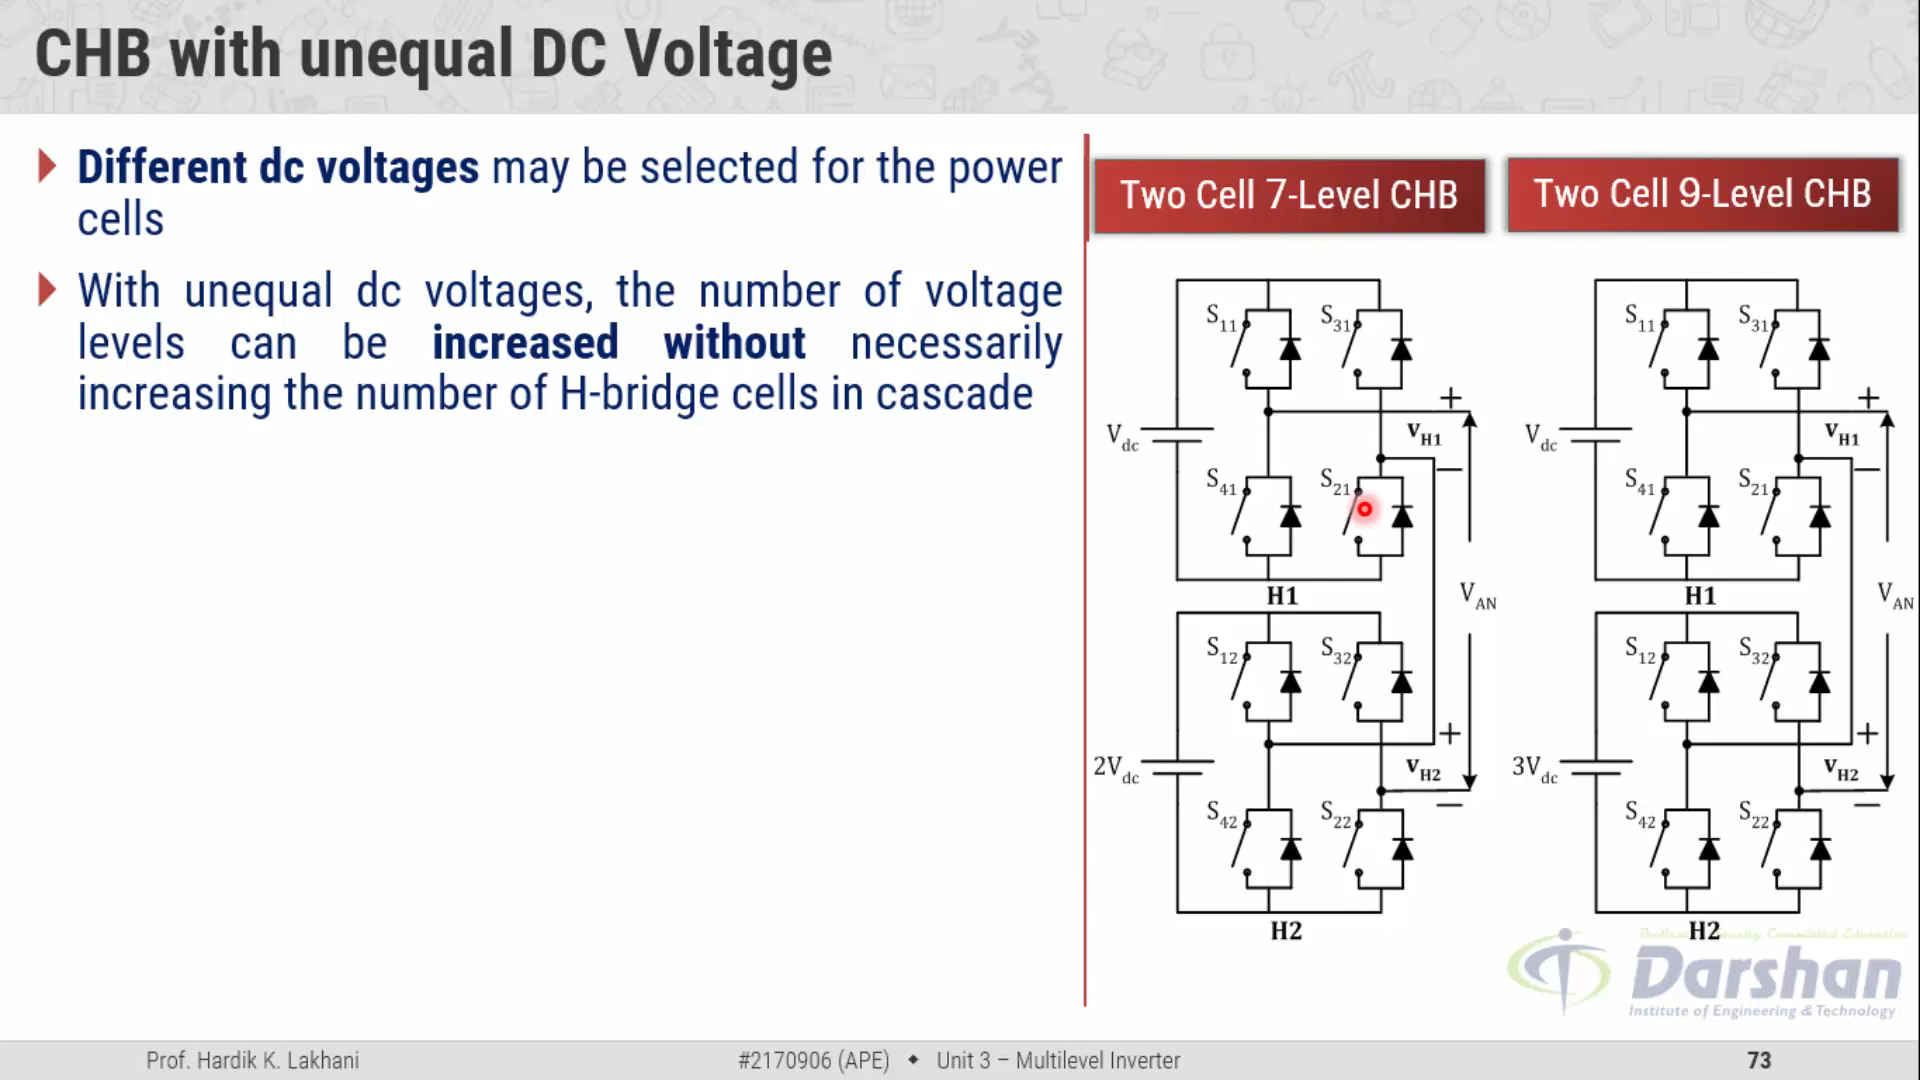 CHB with unequal DC Voltage
Different dc voltages may be selected for the power
cells
With unequal dc voltages, the number of voltage
levels can be increased without necessarily
increasing the number of H-bridge cells in cascade
Two Cell 7-Level CHB
S11 S31
+
Vdc
vH1
−
S41 S21
H1
VAN
S12 S32
+
2Vdc
vH2
−
S42 S22
H2
Two Cell 9-Level CHB
S11 S31
+
Vdc
vH1
−
S41 S21
H1
VAN
S12 S32
+
3Vdc
vH2
−
S42 S22
H2
Darshan
Institute of Engineering & Technology
Prof. Hardik K. Lakhani
#2170906 (APE) ◆ Unit 3 – Multilevel Inverter
73